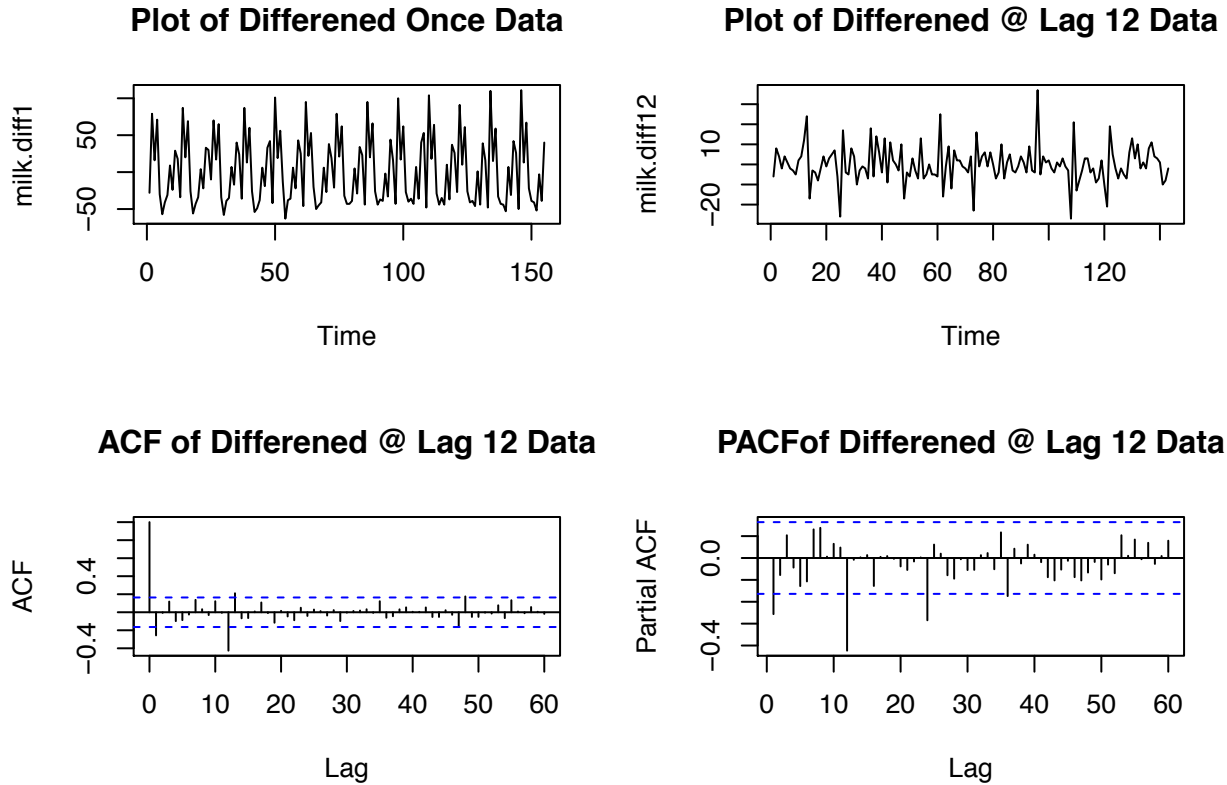 Plot of Differened Once Data
milk.diff1
50
−50
0
50
100
150
Time
Plot of Differened @ Lag 12 Data
milk.diff12
10
−20
0
20
40
60
80
120
Time
ACF of Differened @ Lag 12 Data
ACF
0.4
−0.4
0
10
20
30
40
50
60
Lag
PACFof Differened @ Lag 12 Data
Partial ACF
0.0
−0.4
0
10
20
30
40
50
60
Lag